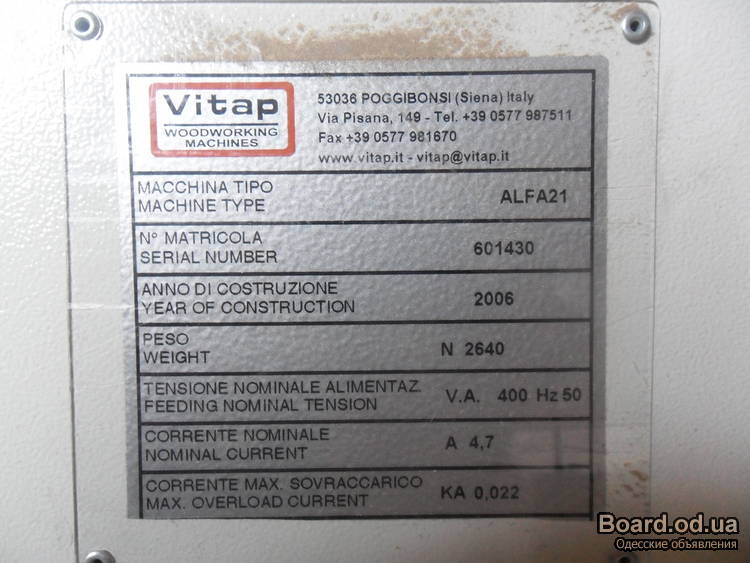 Vitap
WOODWORKING
MACHINES
53036 POGGIBONSI (Siena) Italy
Via Pisana, 149 - Tel. +39 0577 987511
Fax +39 0577 981670
www.vitap.it - vitap@vitap.it
MACCHINA TIPO
MACHINE TYPE
ALFA21
N° MATRICOLA
SERIAL NUMBER
601430
ANNO DI COSTRUZIONE
YEAR OF CONSTRUCTION
2006
PESO
WEIGHT
N 2640
TENSIONE NOMINALE ALIMENTAZ.
FEEDING NOMINAL TENSION
V.A. 400 Hz 50
CORRENTE NOMINALE
NOMINAL CURRENT
A 4,7
CORRENTE MAX. SOVRACCARICO
MAX. OVERLOAD CURRENT
KA 0,022
Board.od.ua
Одесские объявления